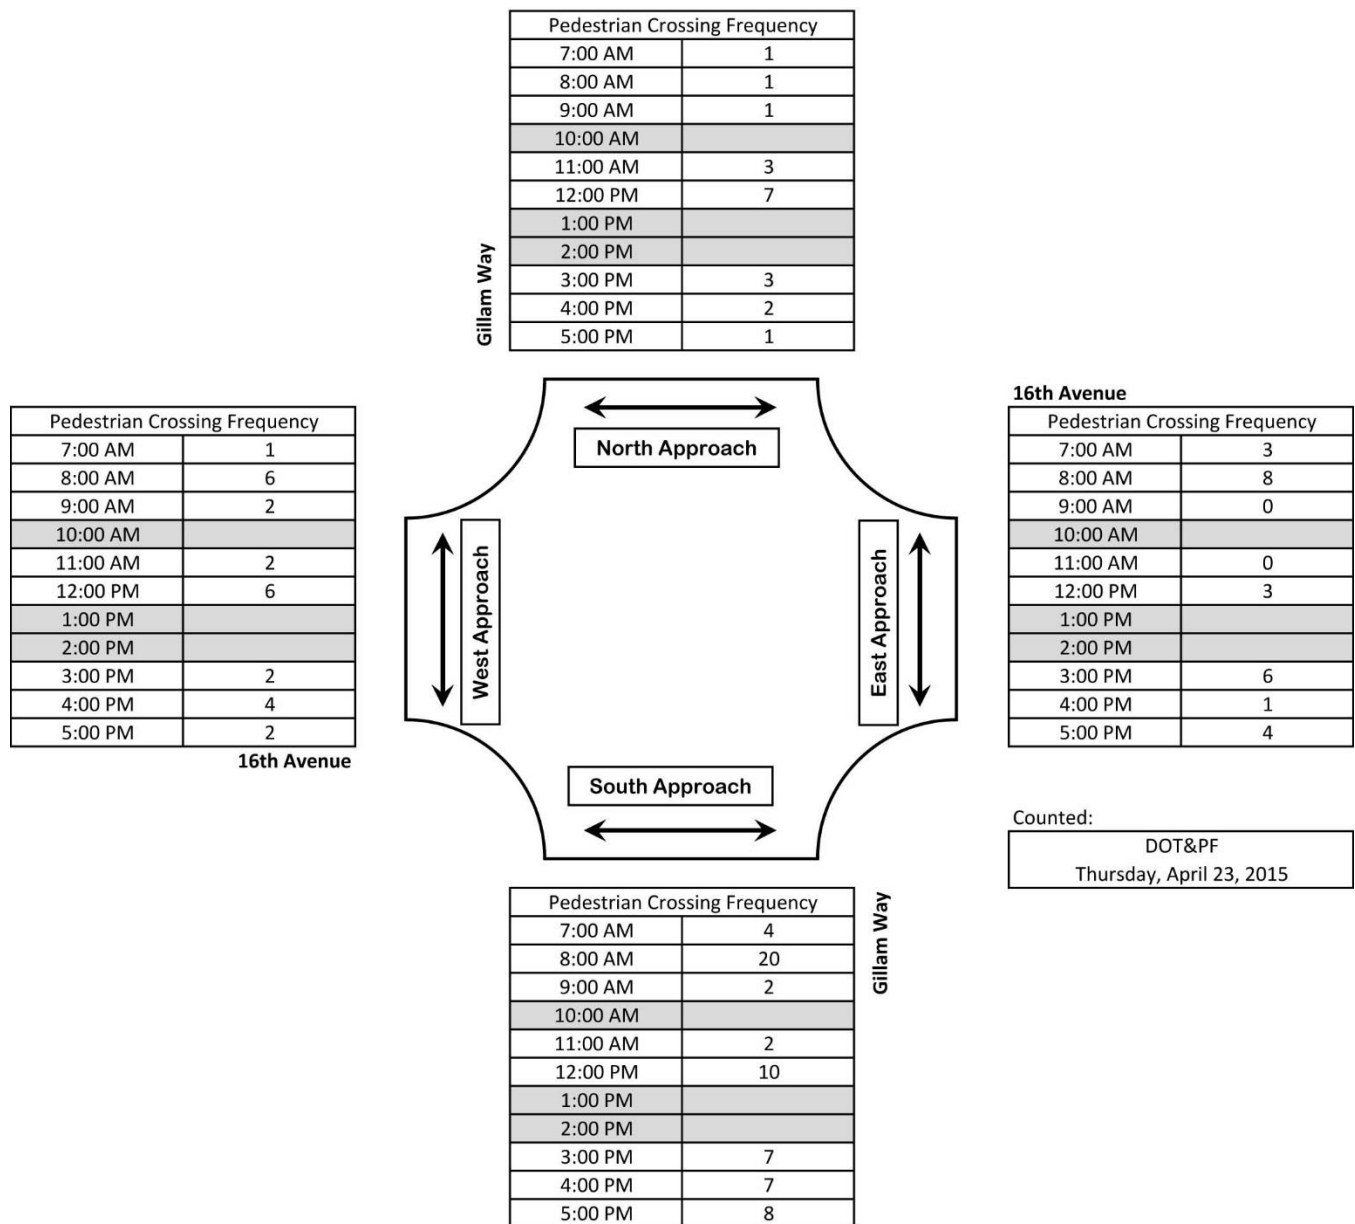 Pedestrian Crossing Frequency
7:00 AM 1
8:00 AM 1
9:00 AM 1
10:00 AM
11:00 AM 3
12:00 PM 7
1:00 PM
2:00 PM
3:00 PM 3
4:00 PM 2
5:00 PM 1
Gillam Way
Pedestrian Crossing Frequency
7:00 AM 1
8:00 AM 6
9:00 AM 2
10:00 AM
11:00 AM 2
12:00 PM 6
1:00 PM
2:00 PM
3:00 PM 2
4:00 PM 4
5:00 PM 2
16th Avenue
North Approach
West Approach
East Approach
South Approach
16th Avenue
Pedestrian Crossing Frequency
7:00 AM 3
8:00 AM 8
9:00 AM 0
10:00 AM
11:00 AM 0
12:00 PM 3
1:00 PM
2:00 PM
3:00 PM 6
4:00 PM 1
5:00 PM 4
Counted:
DOT&PF
Thursday, April 23, 2015
Pedestrian Crossing Frequency
7:00 AM 4
8:00 AM 20
9:00 AM 2
10:00 AM
11:00 AM 2
12:00 PM 10
1:00 PM
2:00 PM
3:00 PM 7
4:00 PM 7
5:00 PM 8
Gillam Way